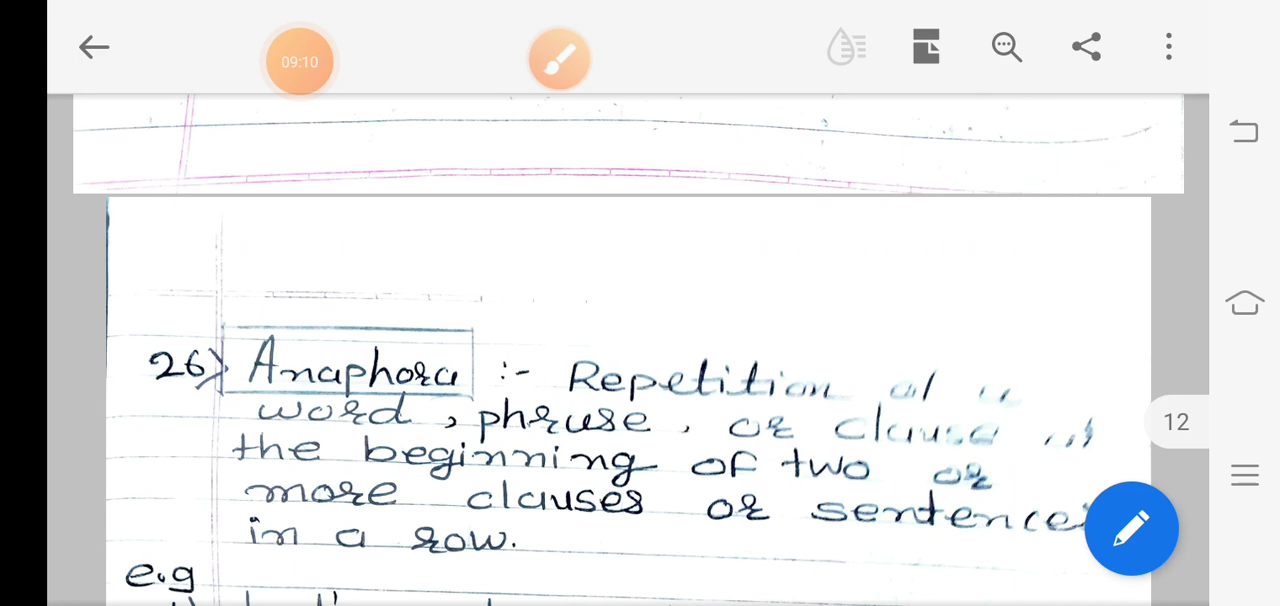 09:10
26) Anaphora :- Repetition of a
word, phrase, or clause at
the beginning of two or
more clauses or sentence
in a row.
12
e.g